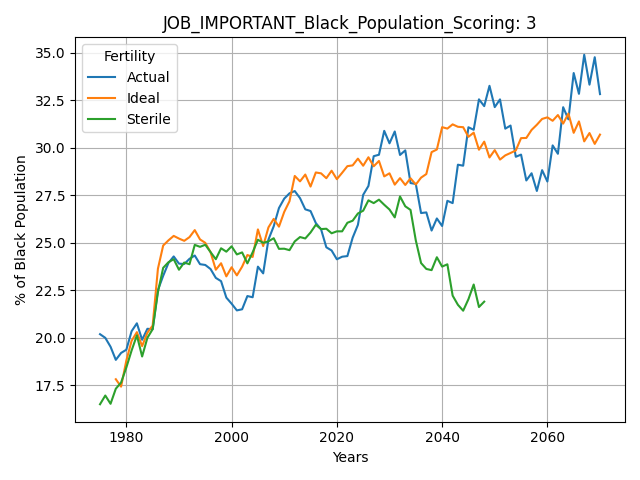 JOB_IMPORTANT_Black_Population_Scoring: 3
Fertility
Actual
Ideal
Sterile
35.0
32.5
30.0
27.5
25.0
22.5
20.0
17.5
% of Black Population
1980 2000 2020 2040 2060
Years